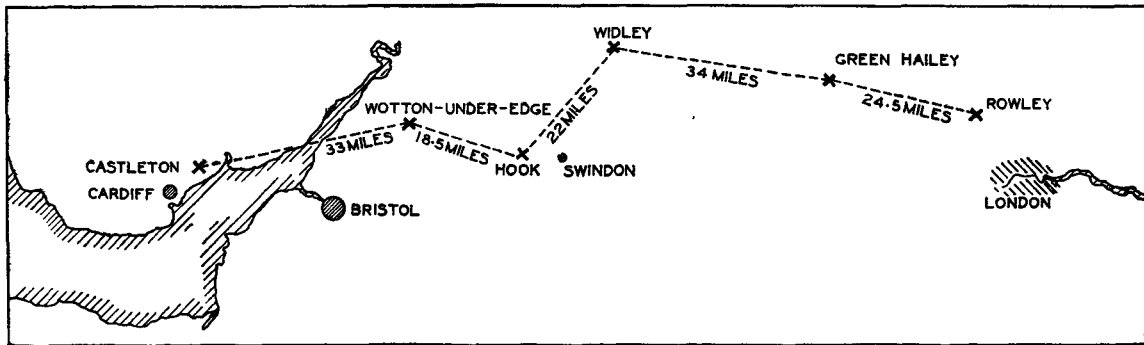 WIDLEY
GREEN HAILEY
34 MILES
24·5 MILES
ROWLEY
WOTTON-UNDER-EDGE
22 MILES
33 MILES
18·5 MILES
CASTLETON
HOOK
SWINDON
CARDIFF
LONDON
BRISTOL